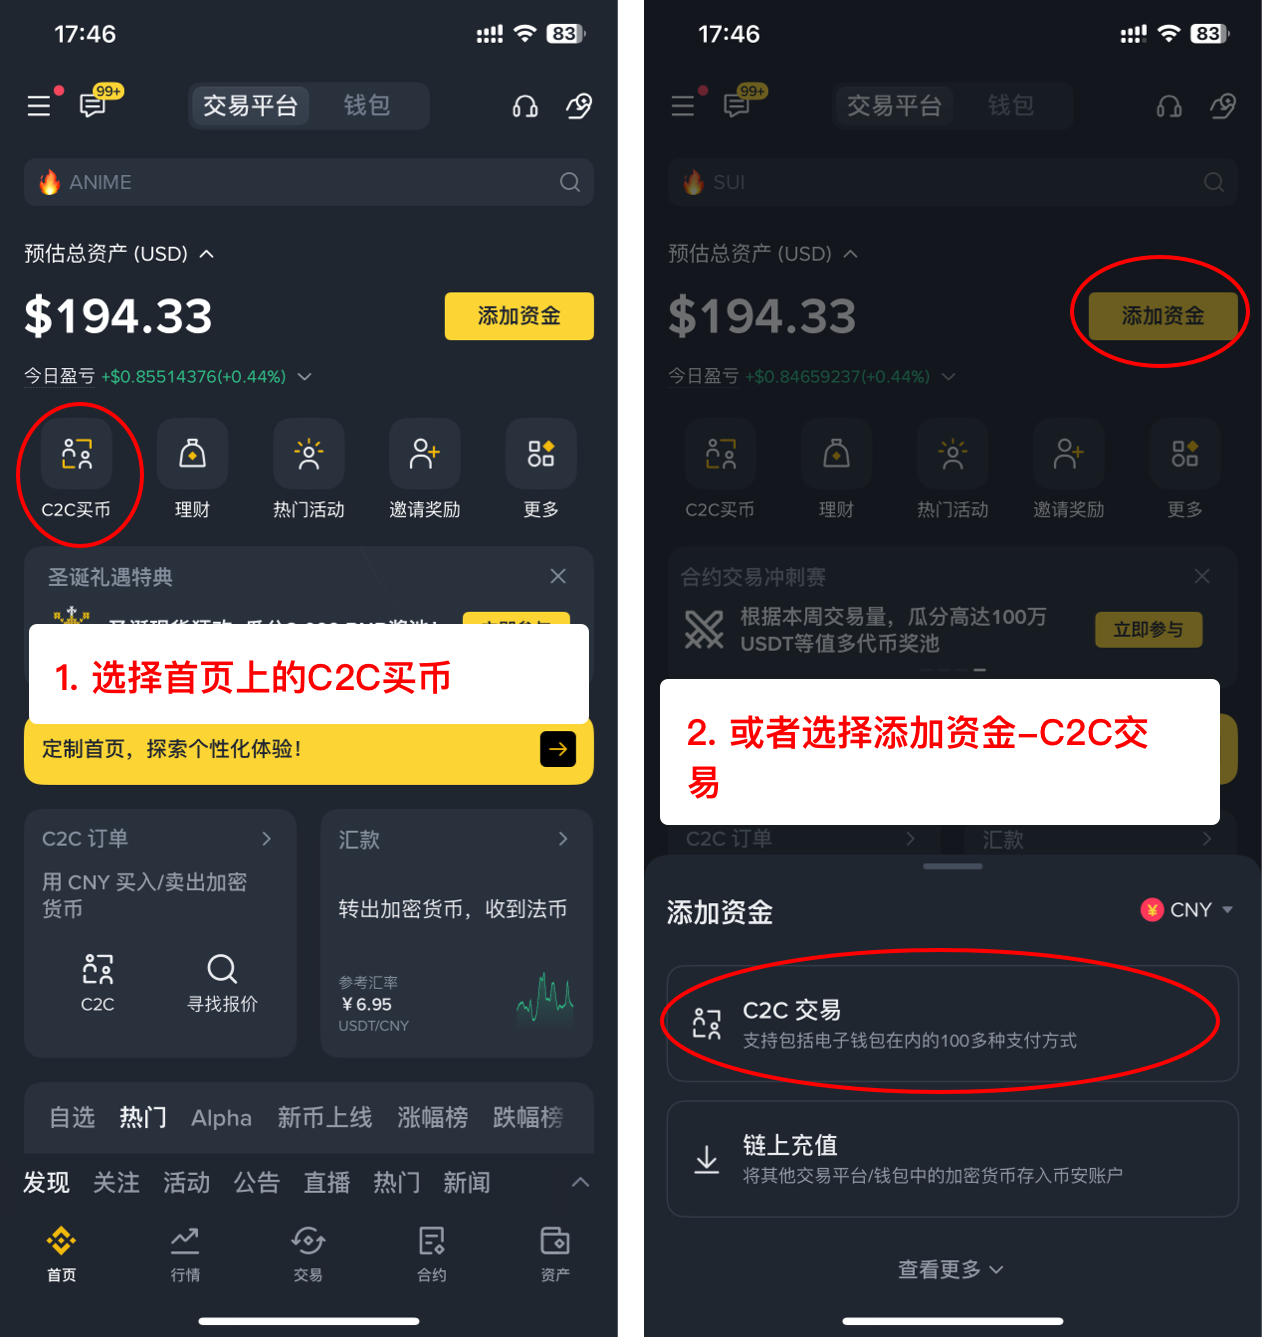 17:46
83
99+
交易平台
钱包
ANIME
预估总资产 (USD)
$194.33
添加资金
今日盈亏 +$0.85514376(+0.44%)
C2C买币
理财
热门活动
邀请奖励
更多
圣诞礼遇特典
1. 选择首页上的C2C买币
定制首页，探索个性化体验！
C2C 订单
用 CNY 买入/卖出加密
货币
C2C
寻找报价
汇款
转出加密货币，收到法币
参考汇率
¥6.95
USDT/CNY
自选
热门
Alpha
新币上线
涨幅榜
跌幅榜
发现
关注
活动
公告
直播
热门
新闻
首页
行情
交易
合约
资产
17:46
83
99+
交易平台
钱包
SUI
预估总资产 (USD)
$194.33
添加资金
今日盈亏 +$0.84659237(+0.44%)
C2C买币
理财
热门活动
邀请奖励
更多
合约交易冲刺赛
根据本周交易量，瓜分高达100万
USDT等值多代币奖池
立即参与
2. 或者选择添加资金-C2C交
易
C2C 订单
汇款
添加资金
¥ CNY
C2C 交易
支持包括电子钱包在内的100多种支付方式
链上充值
将其他交易平台/钱包中的加密货币存入币安账户
查看更多